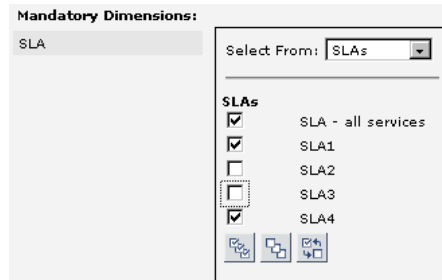 Mandatory Dimensions:
SLA
Select From: SLAs
SLAs
SLA - all services
SLA1
SLA2
SLA3
SLA4